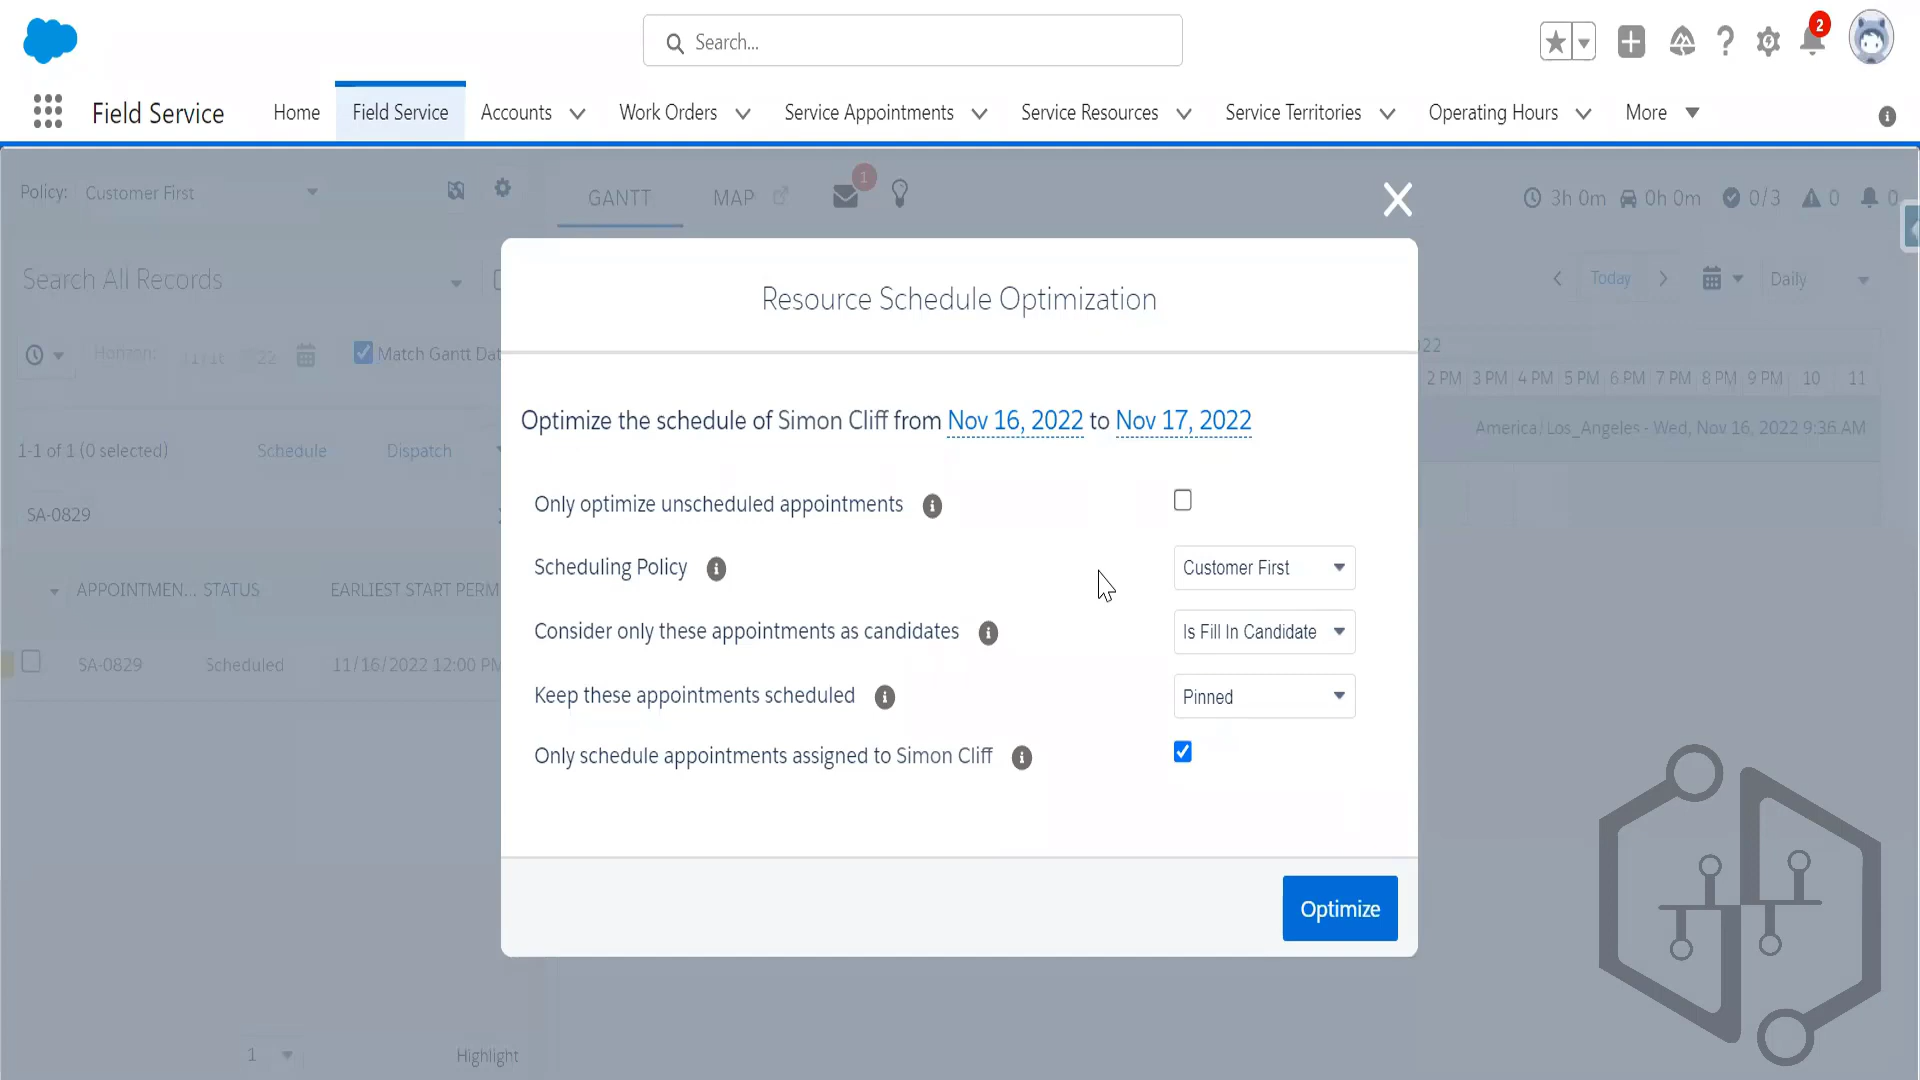 Search...
2
Field Service
Home
Field Service
Accounts
Work Orders
Service Appointments
Service Resources
Service Territories
Operating Hours
More
Policy: Customer First
GANTT
MAP
1
3h 0m
0h 0m
0/3
0
0
Search All Records
Today
Daily
Horizon:
Match Gantt Dat
22
2 PM 3 PM 4 PM 5 PM 6 PM 7 PM 8 PM 9 PM 10 11
America/Los_Angeles - Wed, Nov 16, 2022 9:36 AM
1-1 of 1 (0 selected)
Schedule
Dispatch
SA-0829
APPOINTMEN... STATUS EARLIEST START PERM
SA-0829 Scheduled 11/16/2022 12:00 PM
1
Highlight
Resource Schedule Optimization
Optimize the schedule of Simon Cliff from Nov 16, 2022 to Nov 17, 2022
Only optimize unscheduled appointments
Scheduling Policy
Customer First
Consider only these appointments as candidates
Is Fill In Candidate
Keep these appointments scheduled
Pinned
Only schedule appointments assigned to Simon Cliff
Optimize